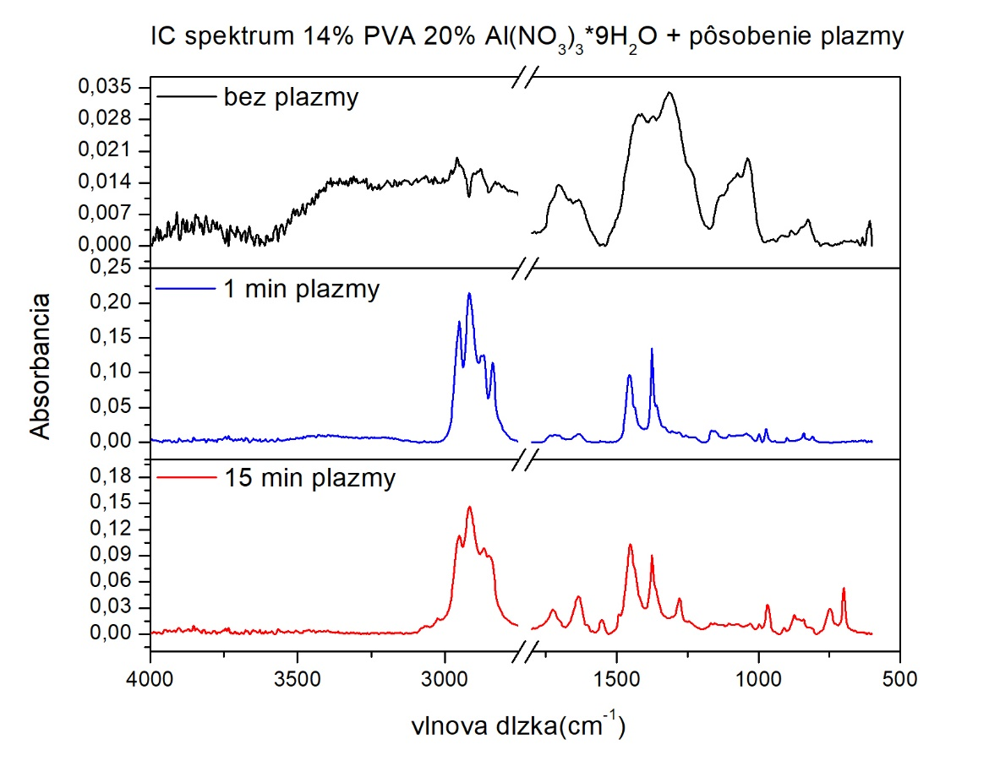 IC spektrum 14% PVA 20% Al(NO₃)₃*9H₂O + pôsobenie plazmy
0,035
bez plazmy
0,028
0,021
0,014
0,007
0,000
0,25
1 min plazmy
0,20
0,15
0,10
0,05
0,00
Absorbancia
15 min plazmy
0,18
0,15
0,12
0,09
0,06
0,03
0,00
4000 3500 3000 1500 1000 500
vlnova dlzka(cm⁻¹)